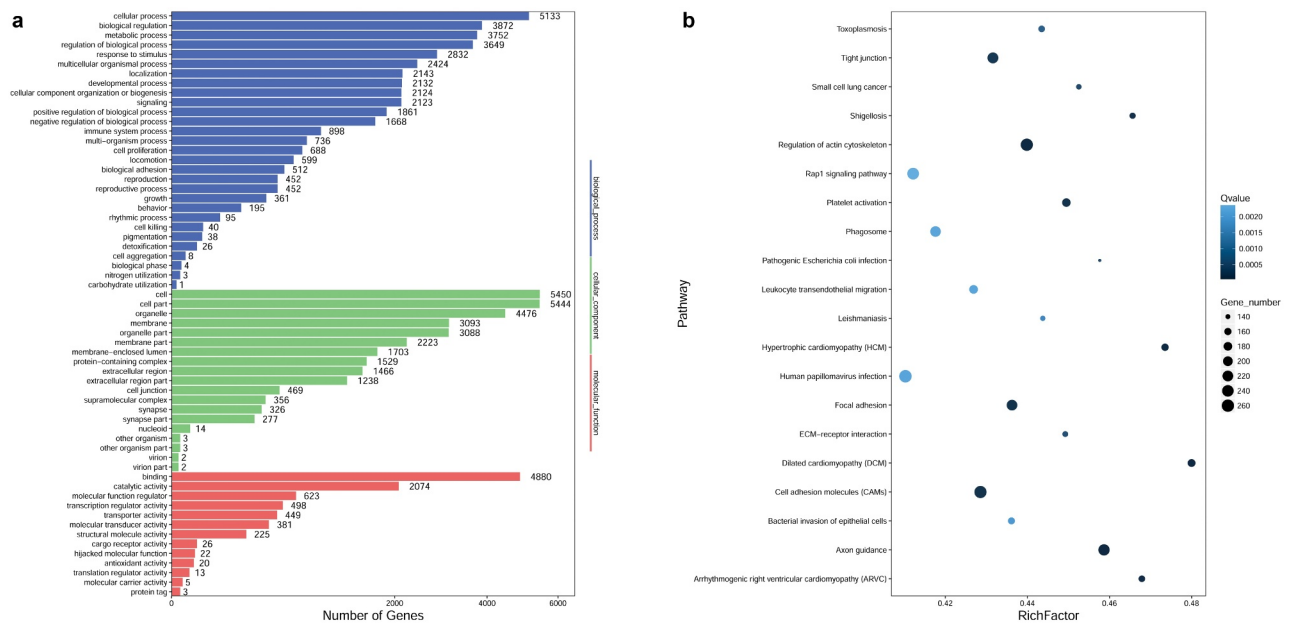 a
cellular process 5133
biological regulation 3872
metabolic process 3752
regulation of biological process 3649
response to stimulus 2832
multicellular organismal process 2424
localization 2143
developmental process 2132
cellular component organization or biogenesis 2124
signaling 2123
positive regulation of biological process 1861
negative regulation of biological process 1668
immune system process 898
multi−organism process 736
cell proliferation 688
locomotion 599
biological adhesion 512
reproduction 452
reproductive process 452
growth 361
behavior 195
rhythmic process 95
cell killing 40
pigmentation 38
detoxification 26
cell aggregation 8
biological phase 4
nitrogen utilization 3
carbohydrate utilization 1
cell 5450
cell part 5444
organelle 4476
membrane 3093
organelle part 3088
membrane part 2223
membrane−enclosed lumen 1703
protein−containing complex 1529
extracellular region 1466
extracellular region part 1238
cell junction 469
supramolecular complex 356
synapse 326
synapse part 277
nucleoid 14
other organism 3
other organism part 3
virion 2
virion part 2
binding 4880
catalytic activity 2074
molecular function regulator 623
transcription regulator activity 498
transporter activity 449
molecular transducer activity 381
structural molecule activity 225
cargo receptor activity 26
hijacked molecular function 22
antioxidant activity 20
translation regulator activity 13
molecular carrier activity 5
protein tag 3
0 2000 4000 6000
Number of Genes
biological_process
cellular_component
molecular_function
b
Pathway
Toxoplasmosis
Tight junction
Small cell lung cancer
Shigellosis
Regulation of actin cytoskeleton
Rap1 signaling pathway
Platelet activation
Phagosome
Pathogenic Escherichia coli infection
Leukocyte transendothelial migration
Leishmaniasis
Hypertrophic cardiomyopathy (HCM)
Human papillomavirus infection
Focal adhesion
ECM−receptor interaction
Dilated cardiomyopathy (DCM)
Cell adhesion molecules (CAMs)
Bacterial invasion of epithelial cells
Axon guidance
Arrhythmogenic right ventricular cardiomyopathy (ARVC)
0.42 0.44 0.46 0.48
RichFactor
Qvalue
0.0020
0.0015
0.0010
0.0005
Gene_number
140
160
180
200
220
240
260